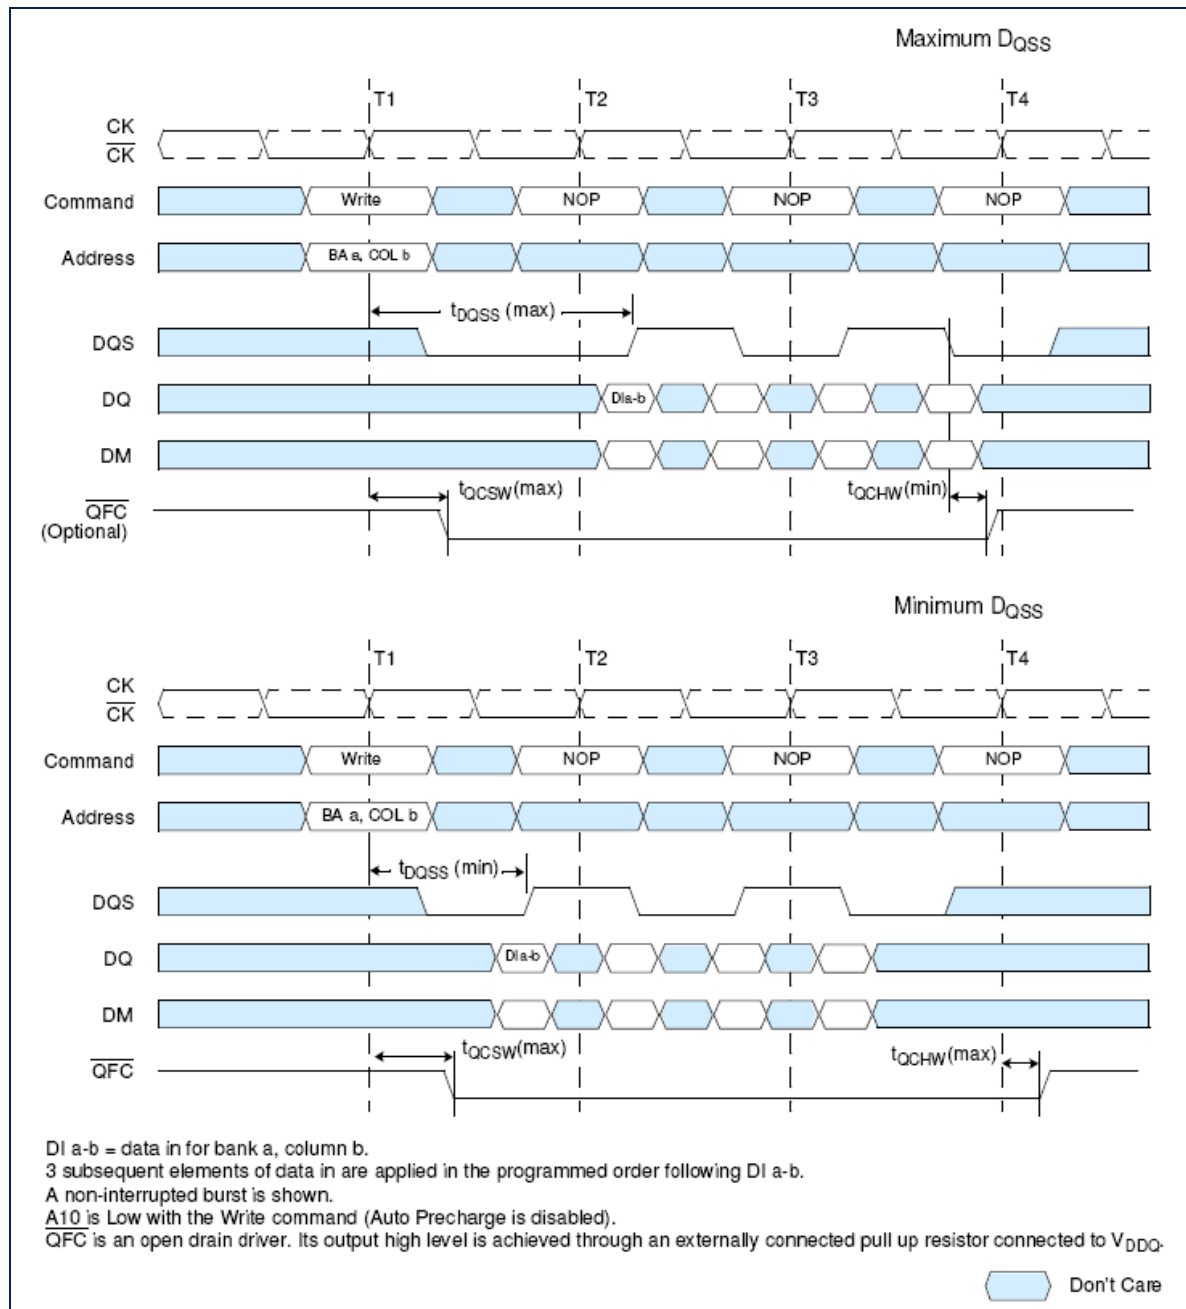 Maximum DQSS
T1 T2 T3 T4
CK
CK
Command Write NOP NOP NOP
Address BA a, COL b
tDQSS (max)
DQS
DQ DIa-b
DM
tQCSW(max) tQCHW(min)
QFC
(Optional)
Minimum DQSS
T1 T2 T3 T4
CK
CK
Command Write NOP NOP NOP
Address BA a, COL b
tDQSS (min)
DQS
DQ DIa-b
DM
tQCSW(max) tQCHW(max)
QFC
DI a-b = data in for bank a, column b.
3 subsequent elements of data in are applied in the programmed order following DI a-b.
A non-interrupted burst is shown.
A10 is Low with the Write command (Auto Precharge is disabled).
QFC is an open drain driver. Its output high level is achieved through an externally connected pull up resistor connected to VDDQ.
Don't Care